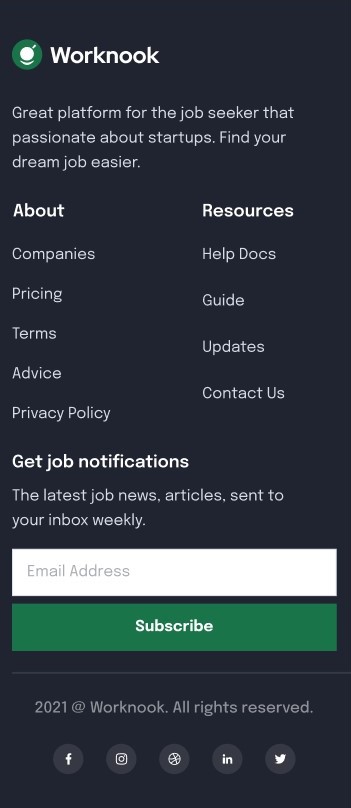 Worknook
Great platform for the job seeker that
passionate about startups. Find your
dream job easier.
About
Companies
Pricing
Terms
Advice
Privacy Policy
Resources
Help Docs
Guide
Updates
Contact Us
Get job notifications
The latest job news, articles, sent to
your inbox weekly.
Email Address
Subscribe
2021 @ Worknook. All rights reserved.